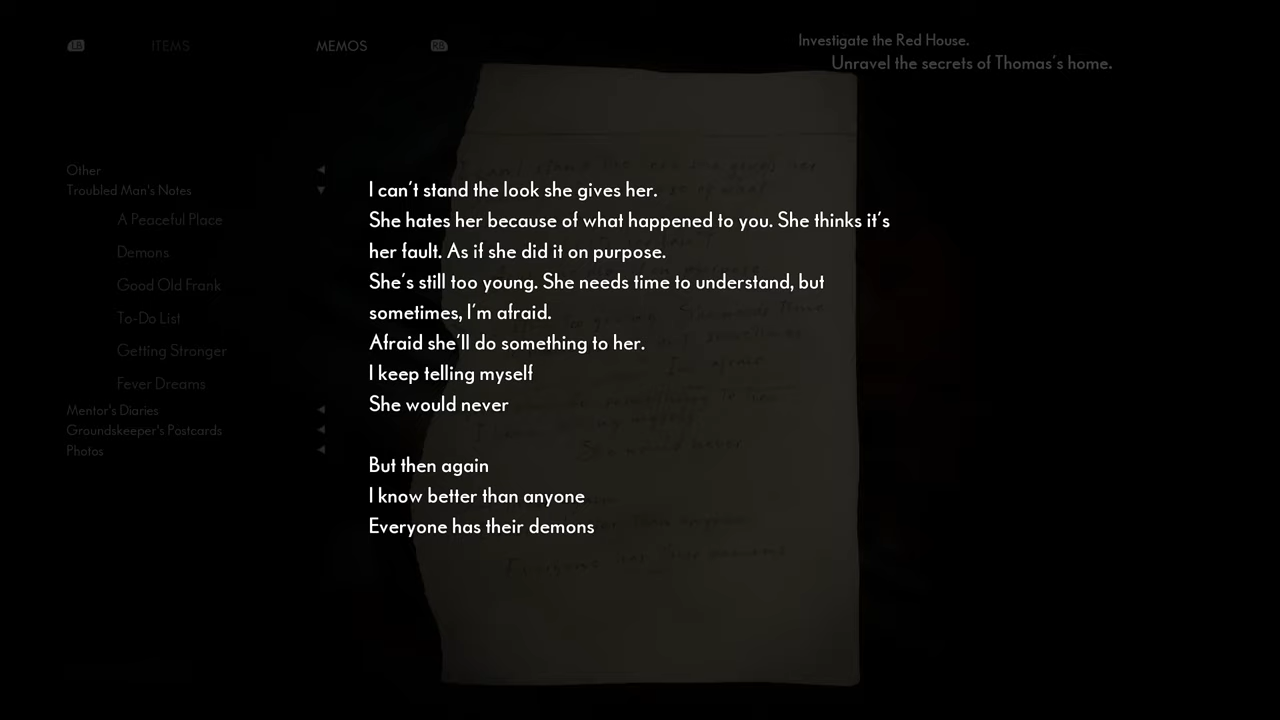 LB ITEMS MEMOS RB
Investigate the Red House.
Unravel the secrets of Thomas's home.
Other
Troubled Man's Notes
A Peaceful Place
Demons
Good Old Frank
To-Do List
Getting Stranger
Fever Dreams
Mentor's Diaries
Groundskeeper's Postcards
Photos
I can't stand the look she gives her.
She hates her because of what happened to you. She thinks it's
her fault. As if she did it on purpose.
She's still too young. She needs time to understand, but
sometimes, I'm afraid.
Afraid she'll do something to her.
I keep telling myself
She would never
But then again
I know better than anyone
Everyone has their demons